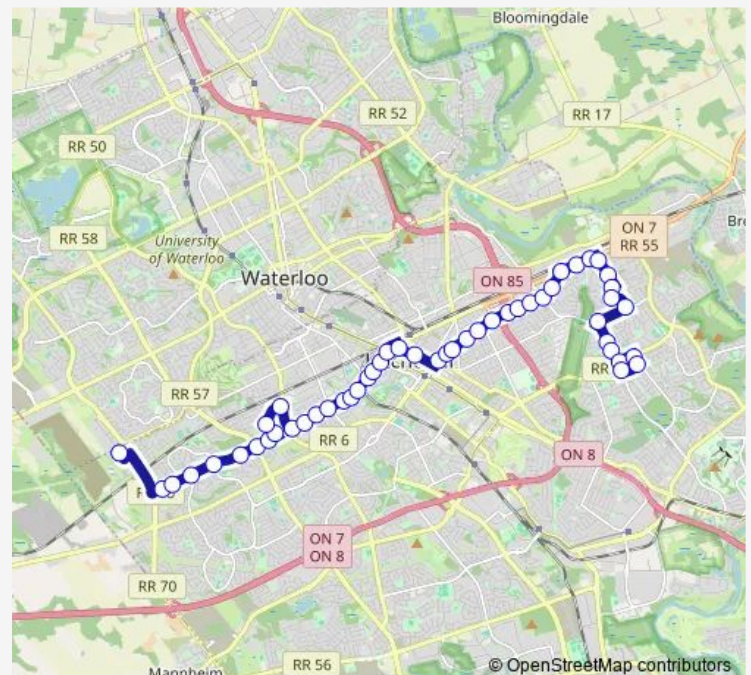 Bloomingdale
RR 52
RR 17
RR 50
RR 58
University
of Waterloo
ON 7
RR 55
Waterloo
ON 85
RR 57
RR 6
ON 8
ON 7
ON 8
RR 70
RR 56
Mannheim
© OpenStreetMap contributors